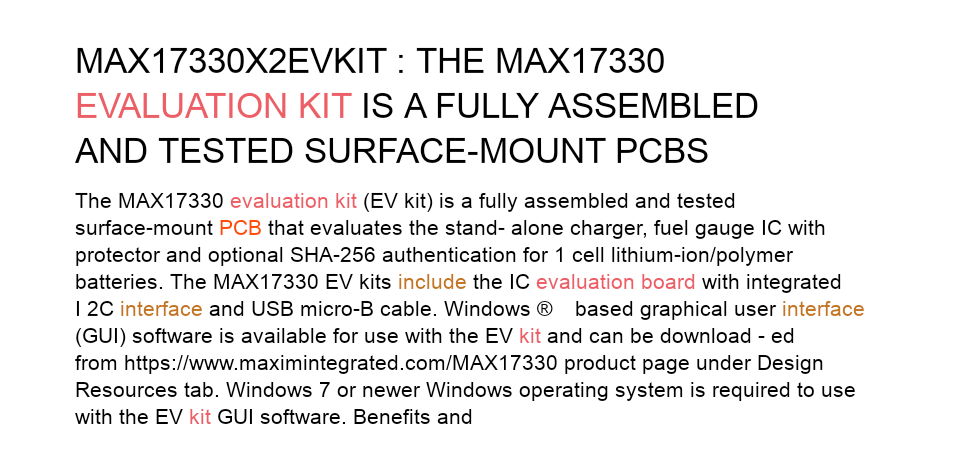 MAX17330X2EVKIT : THE MAX17330
EVALUATION KIT IS A FULLY ASSEMBLED
AND TESTED SURFACE-MOUNT PCBS
The MAX17330 evaluation kit (EV kit) is a fully assembled and tested
surface-mount PCB that evaluates the stand- alone charger, fuel gauge IC with
protector and optional SHA-256 authentication for 1 cell lithium-ion/polymer
batteries. The MAX17330 EV kits include the IC evaluation board with integrated
I 2C interface and USB micro-B cable. Windows ® based graphical user interface
(GUI) software is available for use with the EV kit and can be download - ed
from https://www.maximintegrated.com/MAX17330 product page under Design
Resources tab. Windows 7 or newer Windows operating system is required to use
with the EV kit GUI software. Benefits and